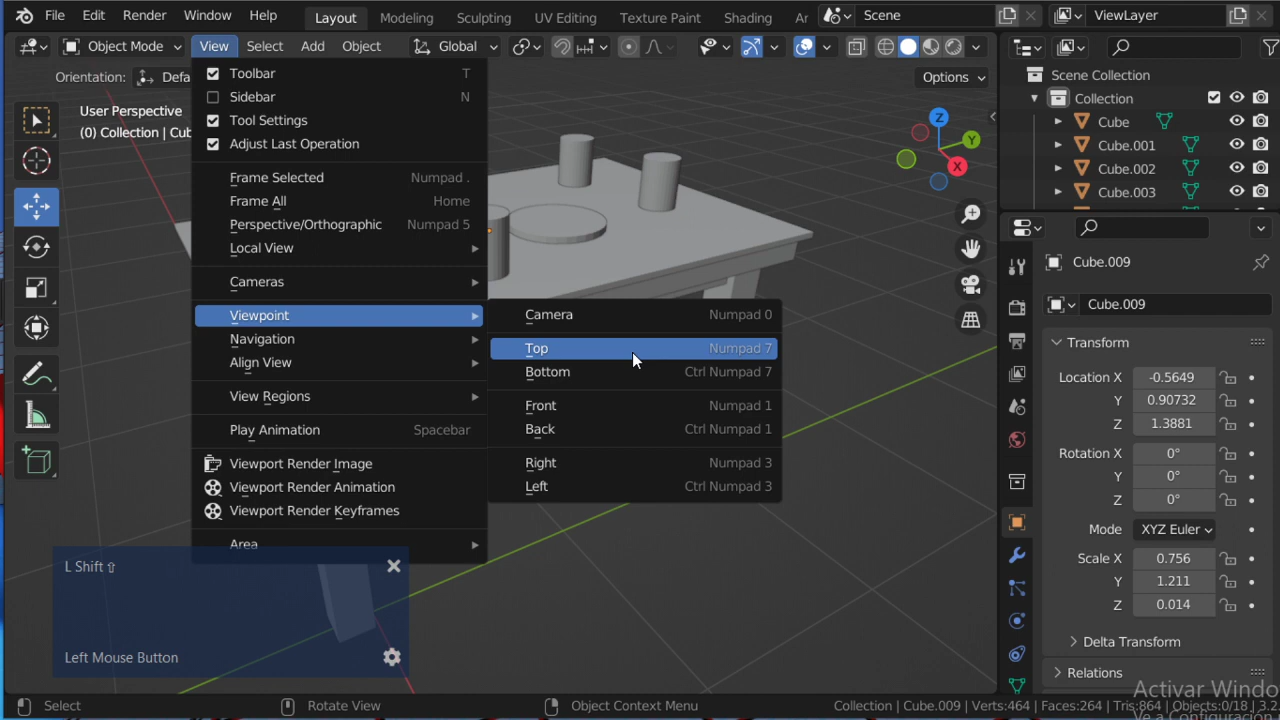 File Edit Render Window Help Layout Modeling Sculpting UV Editing Texture Paint Shading Scene ViewLayer
Object Mode View Select Add Object Global
Orientation: Defa Options
User Perspective
(0) Collection | Cub
Toolbar T
Sidebar N
Tool Settings
Adjust Last Operation
Frame Selected Numpad .
Frame All Home
Perspective/Orthographic Numpad 5
Local View
Cameras
Viewpoint
Navigation
Align View
View Regions
Play Animation Spacebar
Viewport Render Image
Viewport Render Animation
Viewport Render Keyframes
Area
Camera Numpad 0
Top Numpad 7
Bottom Ctrl Numpad 7
Front Numpad 1
Back Ctrl Numpad 1
Right Numpad 3
Left Ctrl Numpad 3
Z
Y
X
L Shift ⇧
Left Mouse Button
Scene Collection
Collection
Cube
Cube.001
Cube.002
Cube.003
Cube.009
Cube.009
Transform
Location X -0.5649
Y 0.90732
Z 1.3881
Rotation X 0°
Y 0°
Z 0°
Mode XYZ Euler
Scale X 0.756
Y 1.211
Z 0.014
Delta Transform
Relations
Activar Windo
Select Rotate View Object Context Menu Collection | Cube.009 | Verts:464 | Faces:264 | Tris:864 | Objects:0/18 | 3.2